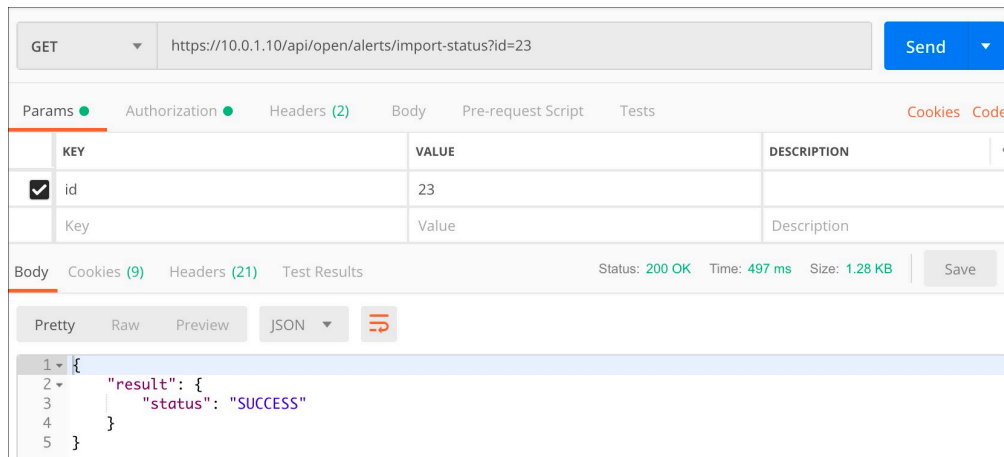 GET https://10.0.1.10/api/open/alerts/import-status?id=23 Send
Params Authorization Headers (2) Body Pre-request Script Tests Cookies Code
KEY VALUE DESCRIPTION
id 23
Key Value Description
Body Cookies (9) Headers (21) Test Results Status: 200 OK Time: 497 ms Size: 1.28 KB Save
Pretty Raw Preview JSON
1 {
2 "result": {
3 "status": "SUCCESS"
4 }
5 }